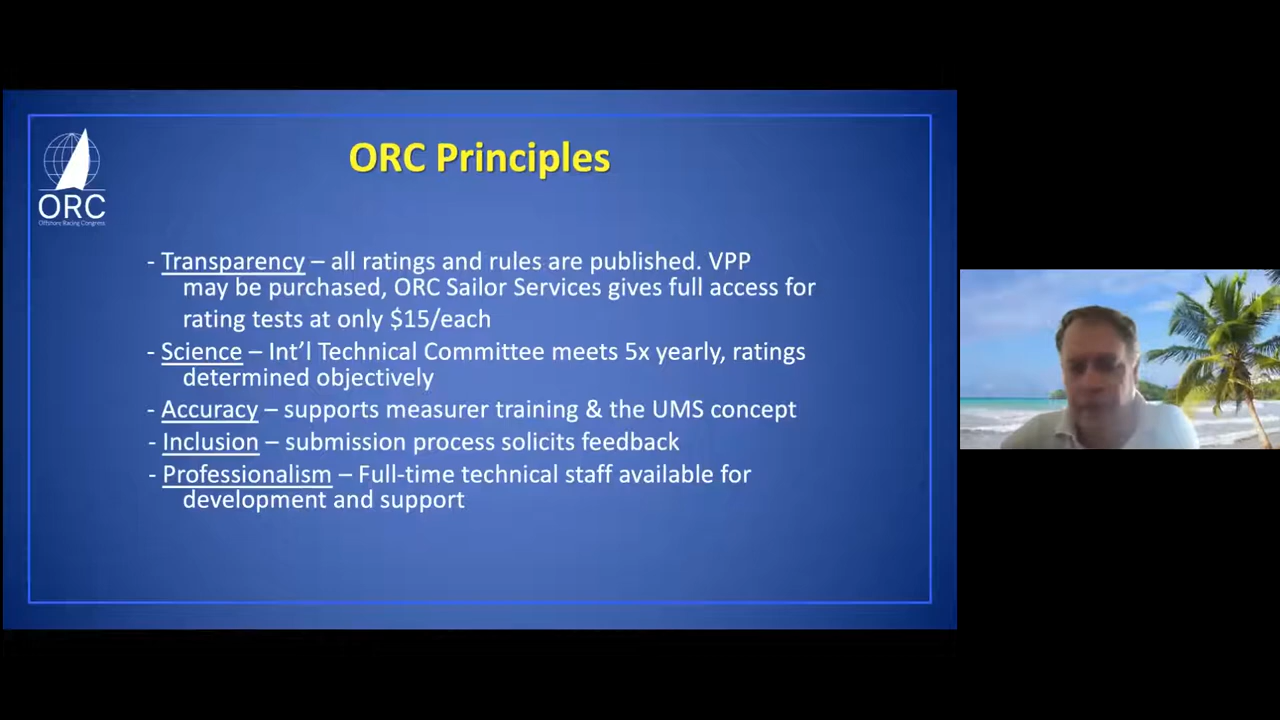 ORC Principles
ORC
Offshore Racing Congress
- Transparency – all ratings and rules are published. VPP
may be purchased, ORC Sailor Services gives full access for
rating tests at only $15/each
- Science – Int’l Technical Committee meets 5x yearly, ratings
determined objectively
- Accuracy – supports measurer training & the UMS concept
- Inclusion – submission process solicits feedback
- Professionalism – Full-time technical staff available for
development and support